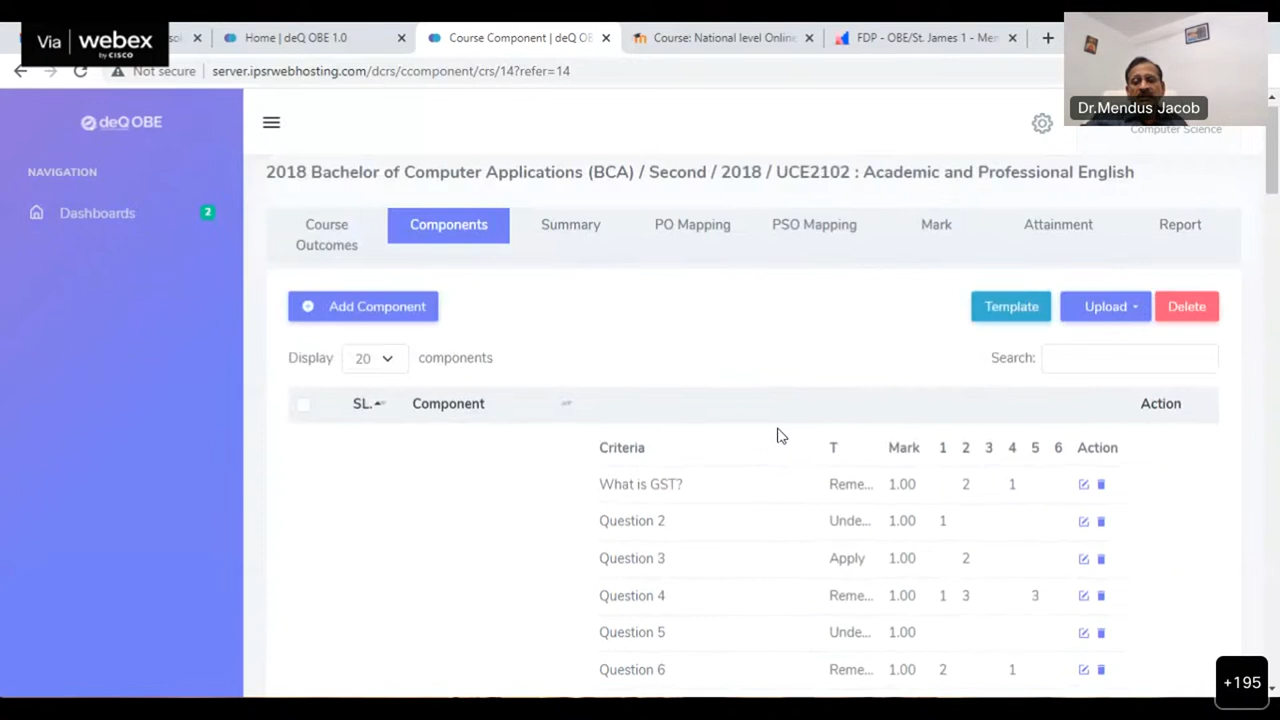 Via webex
by CISCO
Home | deQ OBE 1.0
Course Component | deQ O
Course: National level Online
FDP - OBE/St. James 1 - Me
Not secure server.ipsrwebhosting.com/dcrs/ccomponent/crs/14?refer=14
Dr.Mendus Jacob
Computer Science
deQ OBE
NAVIGATION
Dashboards 2
2018 Bachelor of Computer Applications (BCA) / Second / 2018 / UCE2102 : Academic and Professional English
Course Outcomes Components Summary PO Mapping PSO Mapping Mark Attainment Report
Add Component Template Upload Delete
Display 20 components Search:
SL. Component Action
Criteria T Mark 1 2 3 4 5 6 Action
What is GST? Reme... 1.00 2 1
Question 2 Unde... 1.00 1
Question 3 Apply 1.00 2
Question 4 Reme... 1.00 1 3 3
Question 5 Unde... 1.00
Question 6 Reme... 1.00 2 1
+195